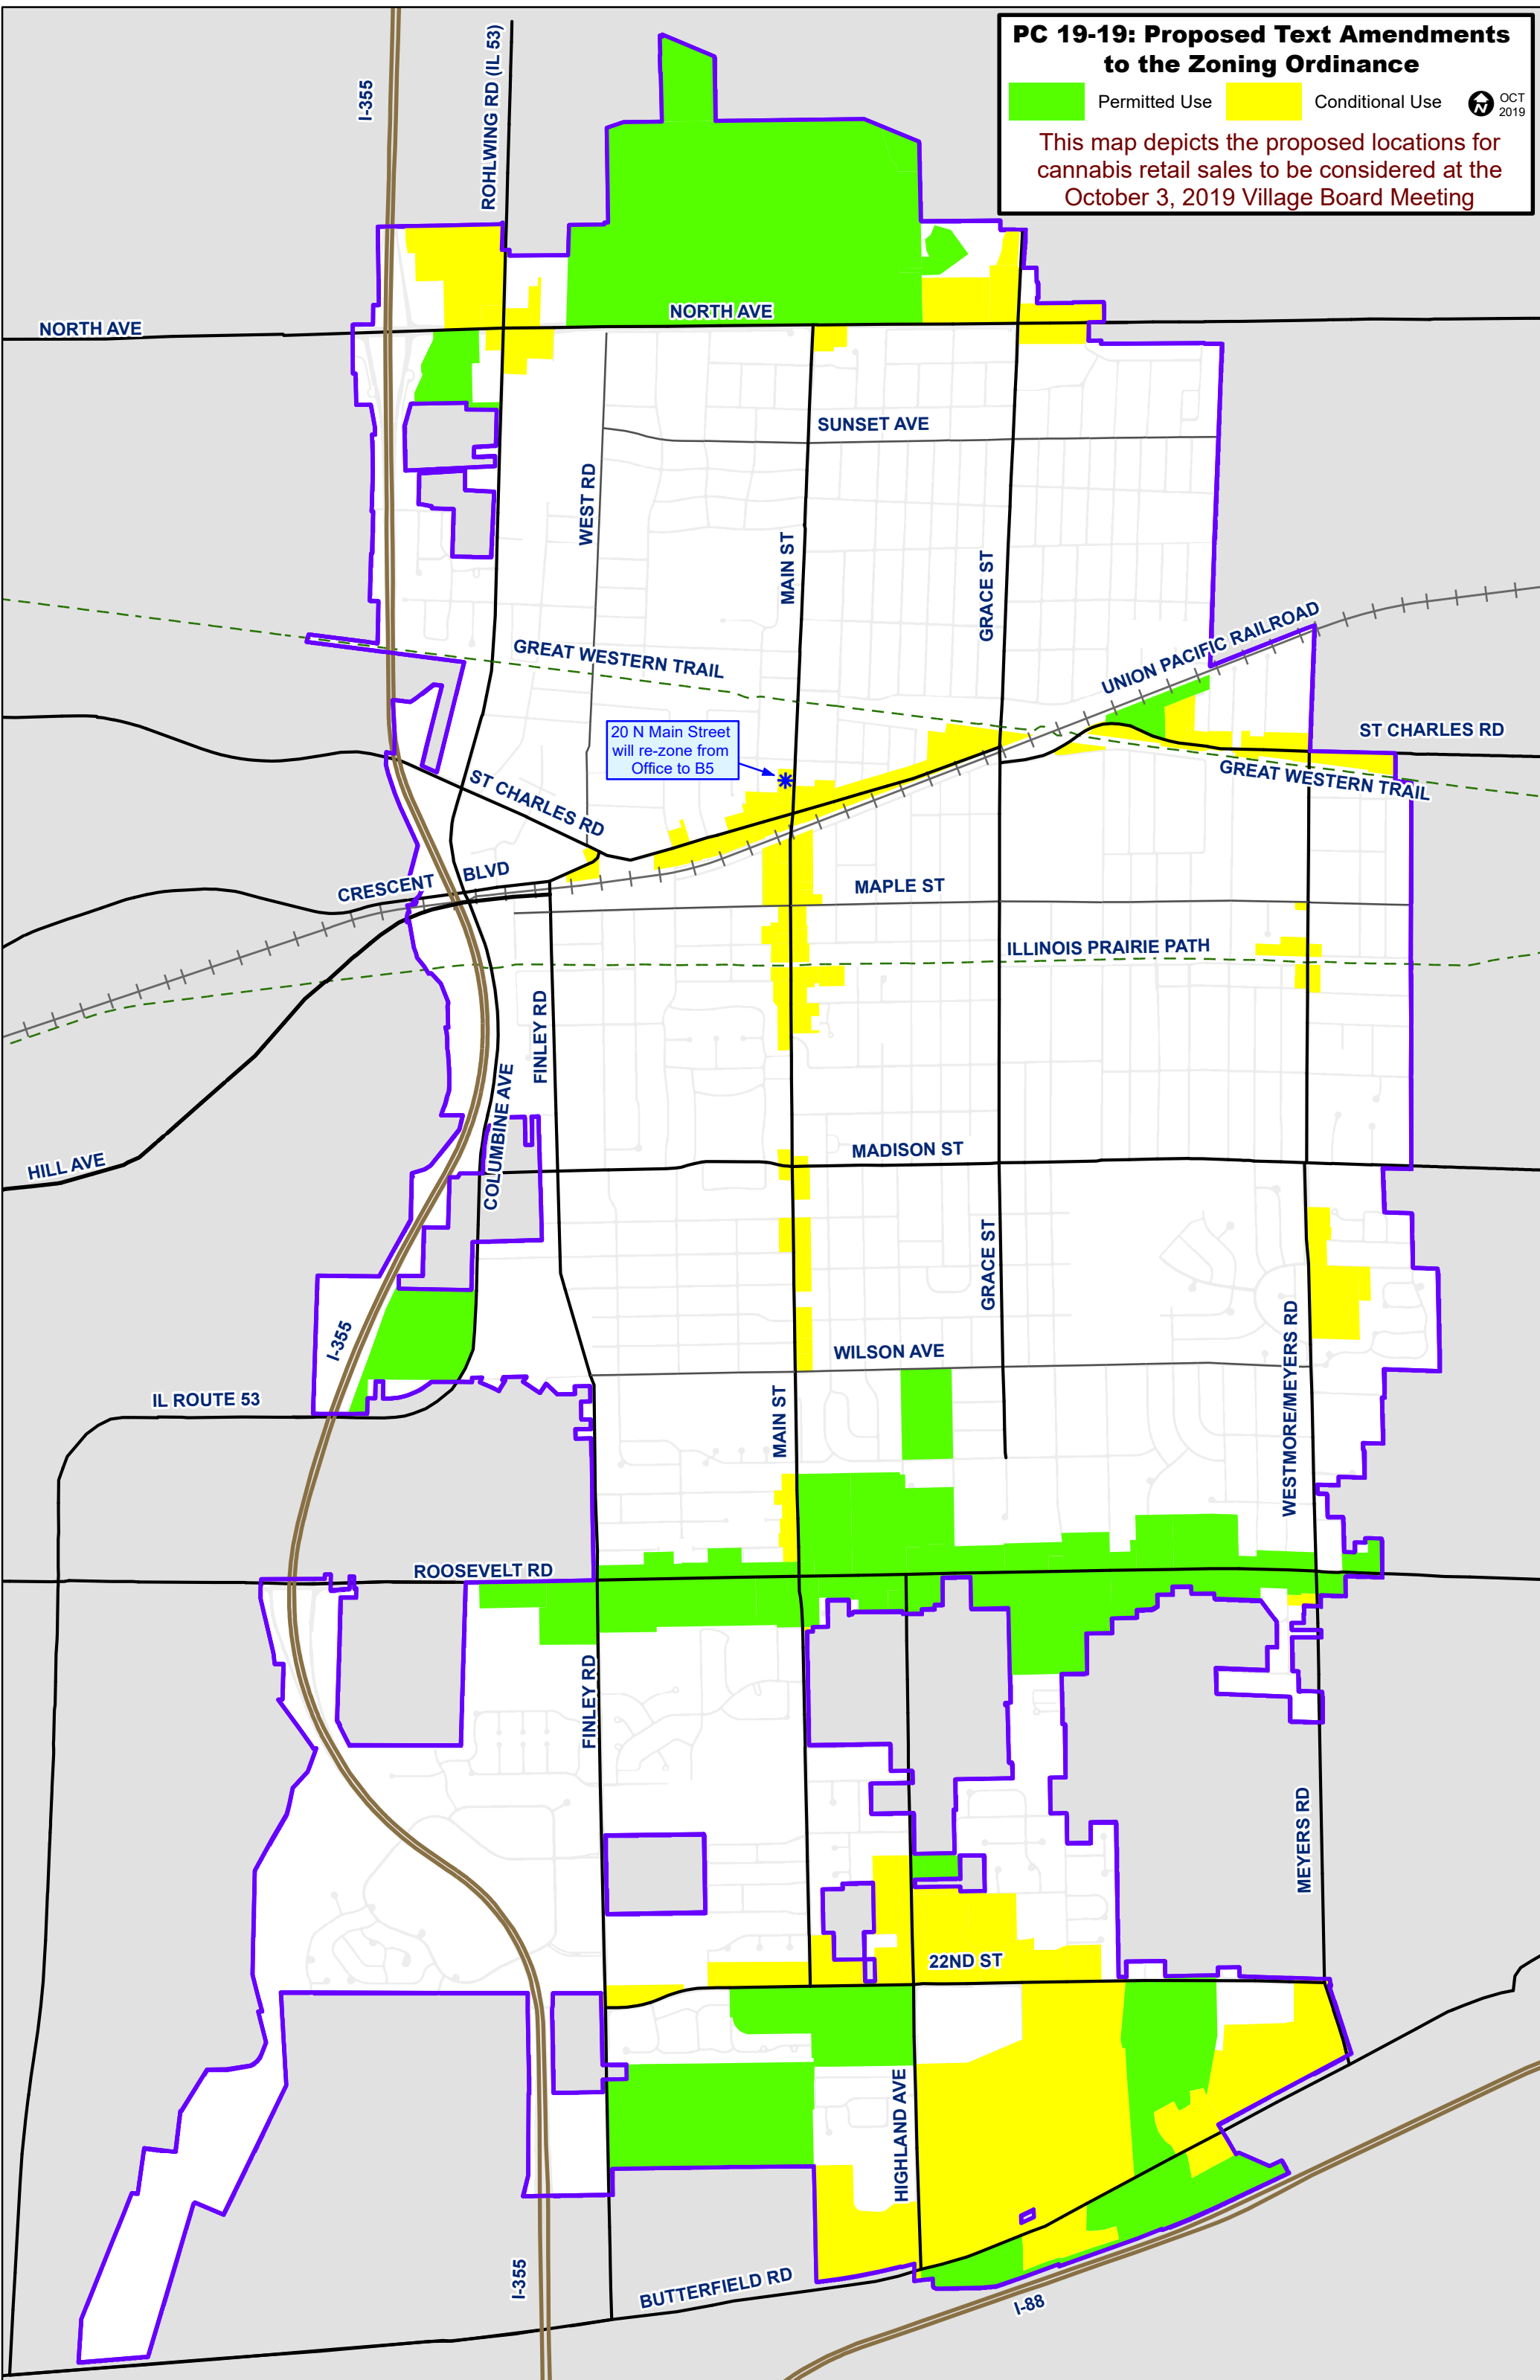 PC 19-19: Proposed Text Amendments
to the Zoning Ordinance
Permitted Use
Conditional Use
N
OCT
2019
This map depicts the proposed locations for
cannabis retail sales to be considered at the
October 3, 2019 Village Board Meeting
I-355
ROHLWING RD (IL 53)
NORTH AVE
NORTH AVE
SUNSET AVE
WEST RD
MAIN ST
GRACE ST
GREAT WESTERN TRAIL
UNION PACIFIC RAILROAD
20 N Main Street
will re-zone from
Office to B5
ST CHARLES RD
ST CHARLES RD
GREAT WESTERN TRAIL
CRESCENT BLVD
MAPLE ST
ILLINOIS PRAIRIE PATH
FINLEY RD
COLUMBINE AVE
HILL AVE
MADISON ST
GRACE ST
I-355
WILSON AVE
WESTMORE/MEYERS RD
IL ROUTE 53
MAIN ST
ROOSEVELT RD
FINLEY RD
MEYERS RD
22ND ST
HIGHLAND AVE
I-355
BUTTERFIELD RD
I-88